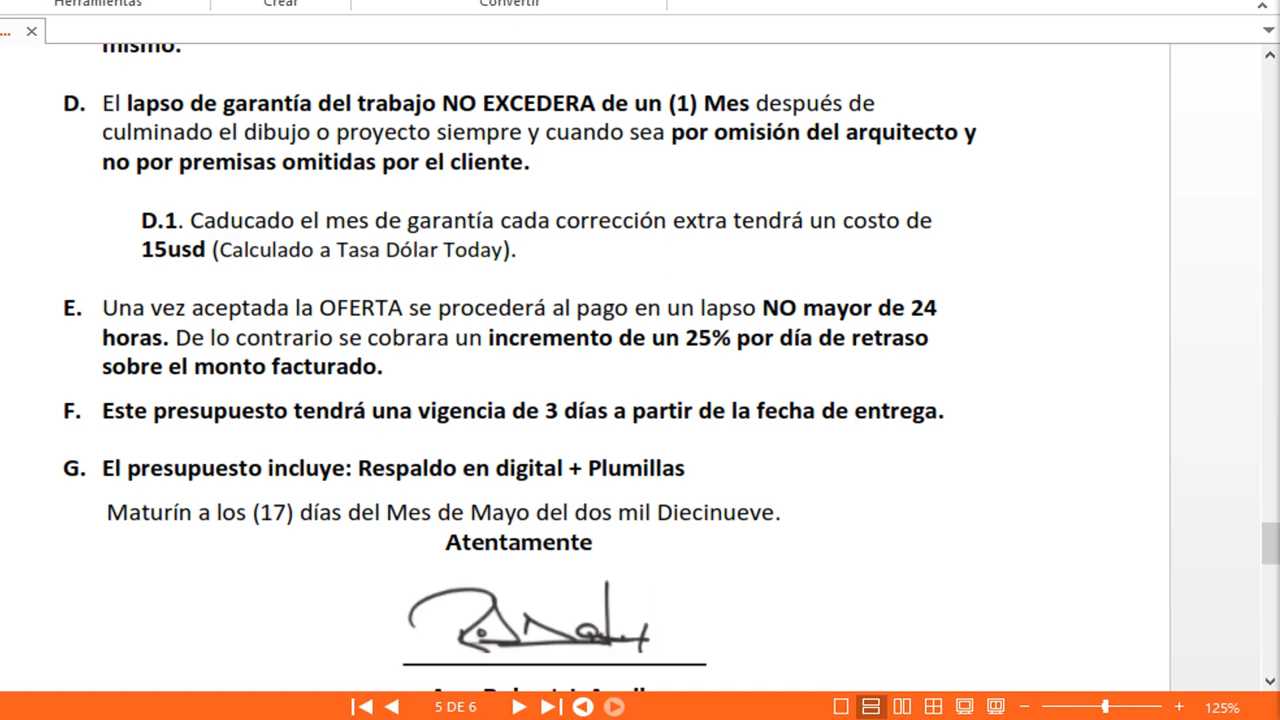 Herramientas Crear Convertir
...
mismo.
D. El lapso de garantía del trabajo NO EXCEDERA de un (1) Mes después de
culminado el dibujo o proyecto siempre y cuando sea por omisión del arquitecto y
no por premisas omitidas por el cliente.
D.1. Caducado el mes de garantía cada corrección extra tendrá un costo de
15usd (Calculado a Tasa Dólar Today).
E. Una vez aceptada la OFERTA se procederá al pago en un lapso NO mayor de 24
horas. De lo contrario se cobrara un incremento de un 25% por día de retraso
sobre el monto facturado.
F. Este presupuesto tendrá una vigencia de 3 días a partir de la fecha de entrega.
G. El presupuesto incluye: Respaldo en digital + Plumillas
Maturín a los (17) días del Mes de Mayo del dos mil Diecinueve.
Atentamente
5 DE 6
125%